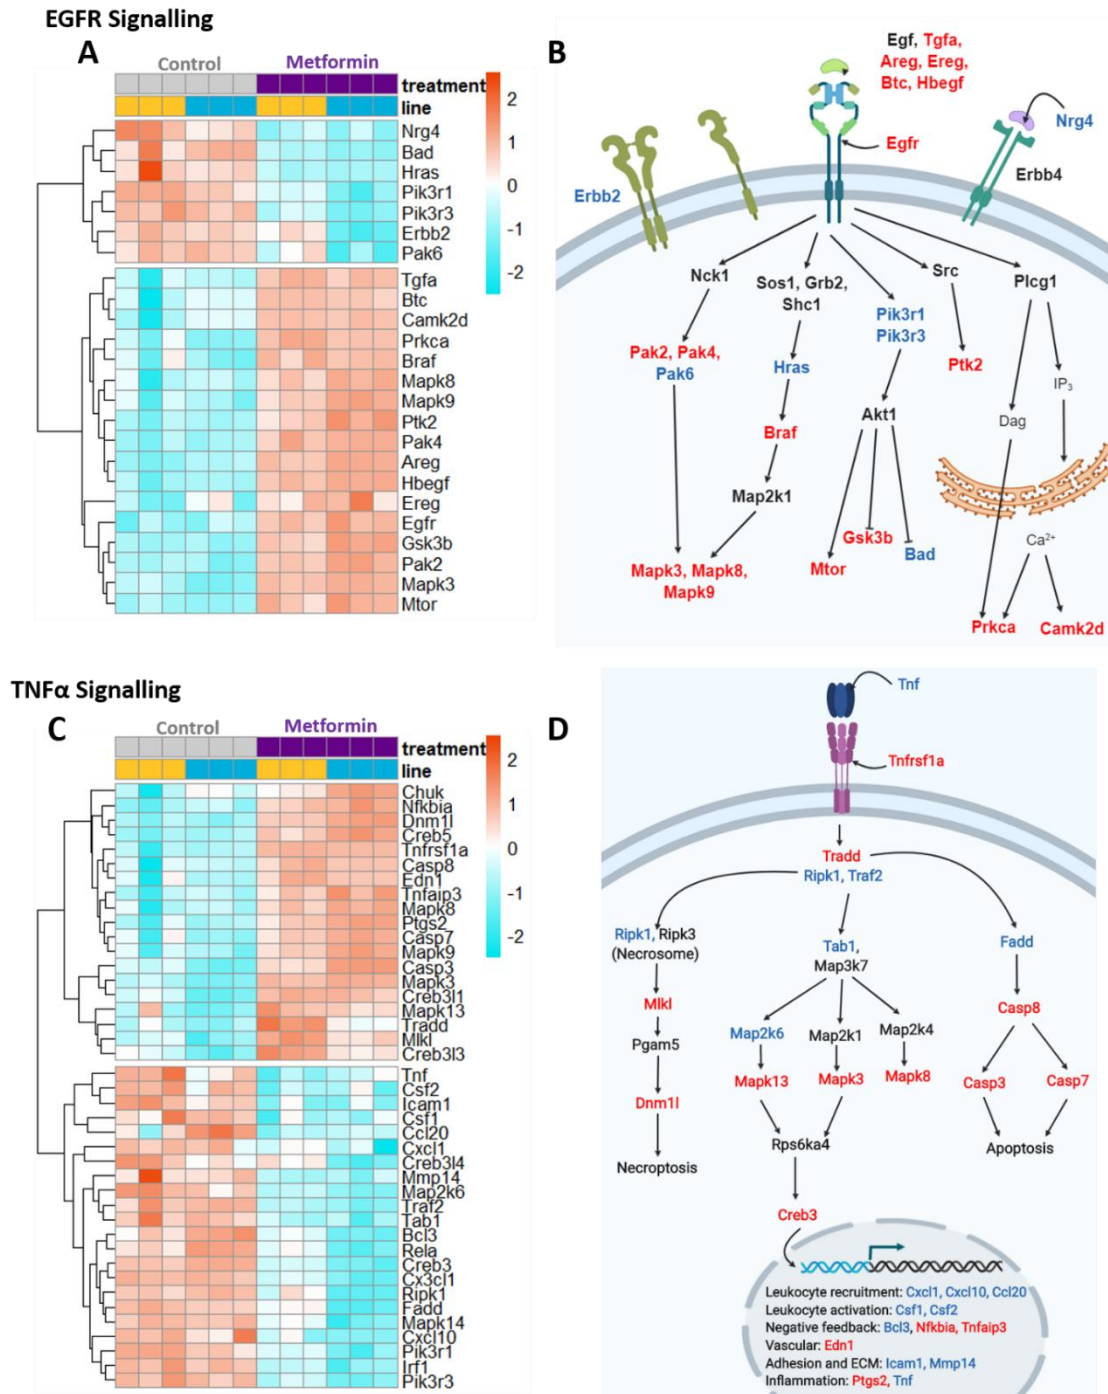 EGFR Signalling
A
Control
Metformin
treatment
line
Nrg4
Bad
Hras
Pik3r1
Pik3r3
Erbb2
Pak6
Tgfa
Btc
Camk2d
Prkca
Braf
Mapk8
Mapk9
Ptk2
Pak4
Areg
Hbegf
Ereg
Egfr
Gsk3b
Pak2
Mapk3
Mtor
2
1
0
-1
-2
B
Egf, Tgfa,
Areg, Ereg,
Btc, Hbegf
Nrg4
Egfr
Erbb4
Erbb2
Nck1
Sos1, Grb2,
Shc1
Src
Plcg1
Pik3r1
Pik3r3
Pak2, Pak4,
Pak6
Hras
Ptk2
IP3
Dag
Akt1
Braf
Map2k1
Gsk3b
Bad
Ca2+
Mapk3, Mapk8,
Mapk9
Mtor
Prkca
Camk2d
TNFα Signalling
C
Control
Metformin
treatment
line
Chuk
Nfkbia
Dnm1l
Creb5
Tnfrsf1a
Casp8
Edn1
Tnfaip3
Mapk8
Ptgs2
Casp7
Mapk9
Casp3
Mapk3
Creb3l1
Mapk13
Tradd
Mlkl
Creb3l3
Tnf
Csf2
Icam1
Csf1
Ccl20
Cxcl1
Creb3l4
Mmp14
Map2k6
Traf2
Tab1
Bcl3
Rela
Creb3
Cx3cl1
Ripk1
Fadd
Mapk14
Cxcl10
Pik3r1
Irf1
Pik3r3
2
1
0
-1
-2
D
Tnf
Tnfrsf1a
Tradd
Ripk1, Traf2
Ripk1, Ripk3
(Necrosome)
Tab1,
Map3k7
Fadd
Mlkl
Casp8
Map2k6
Map2k1
Map2k4
Pgam5
Mapk13
Mapk3
Mapk8
Casp3
Casp7
Dnm1l
Rps6ka4
Apoptosis
Necroptosis
Creb3
Leukocyte recruitment: Cxcl1, Cxcl10, Ccl20
Leukocyte activation: Csf1, Csf2
Negative feedback: Bcl3, Nfkbia, Tnfaip3
Vascular: Edn1
Adhesion and ECM: Icam1, Mmp14
Inflammation: Ptgs2, Tnf